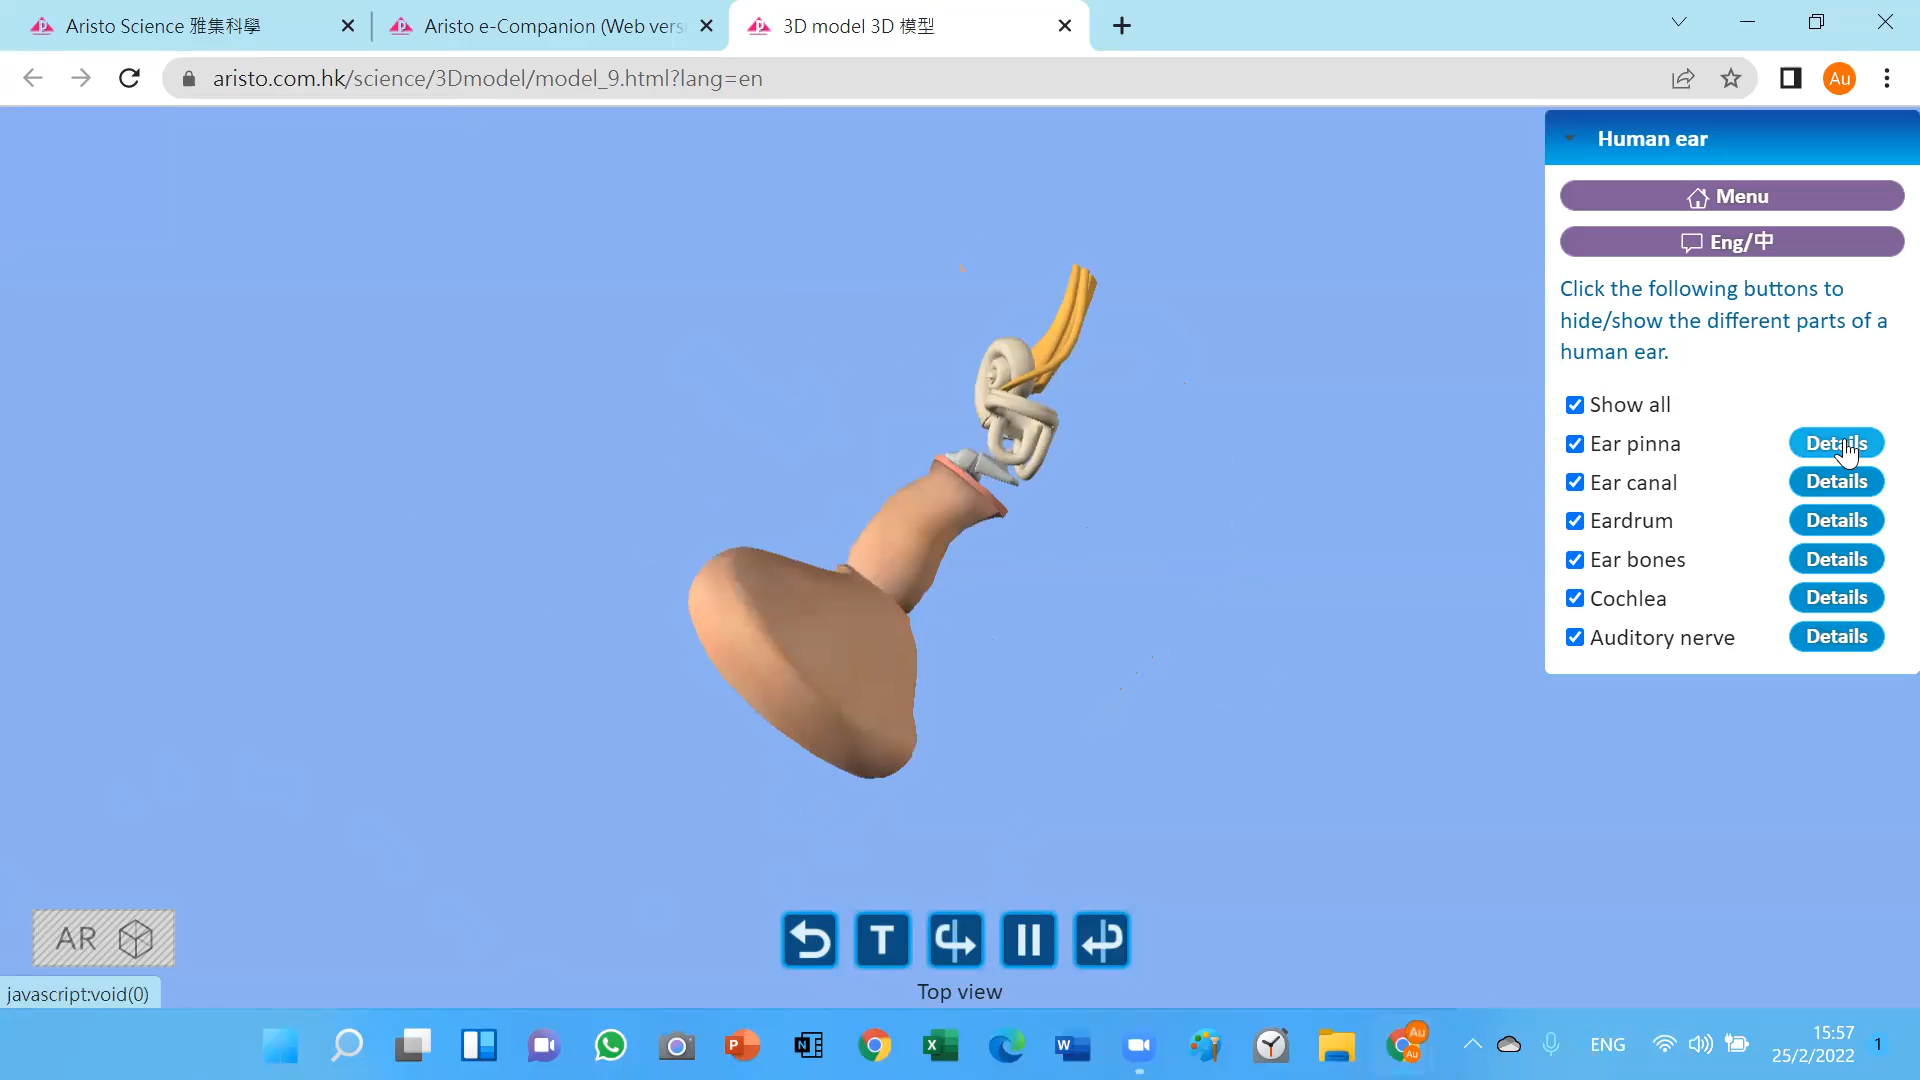 Aristo Science 雅集科學
Aristo e-Companion (Web vers
3D model 3D 模型
aristo.com.hk/science/3Dmodel/model_9.html?lang=en
Au
Human ear
Menu
Eng/中
Click the following buttons to
hide/show the different parts of a
human ear.
Show all
Ear pinna Details
Ear canal Details
Eardrum Details
Ear bones Details
Cochlea Details
Auditory nerve Details
AR
T
Top view
javascript:void(0)
P
N
X
W
Au
Au
ENG
15:57
25/2/2022
1